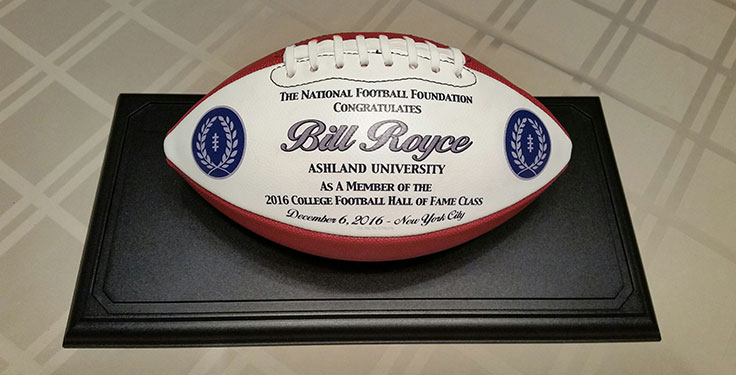 The National Football Foundation
Congratulates
Bill Royce
Ashland University
As A Member of the
2016 College Football Hall of Fame Class
December 6, 2016 - New York City